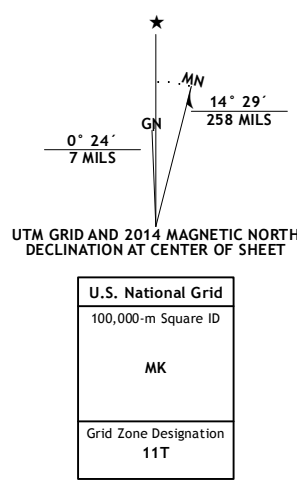 MN
14° 29´
258 MILS
GN
0° 24´
7 MILS
UTM GRID AND 2014 MAGNETIC NORTH
DECLINATION AT CENTER OF SHEET
U.S. National Grid
100,000-m Square ID
MK
Grid Zone Designation
11T